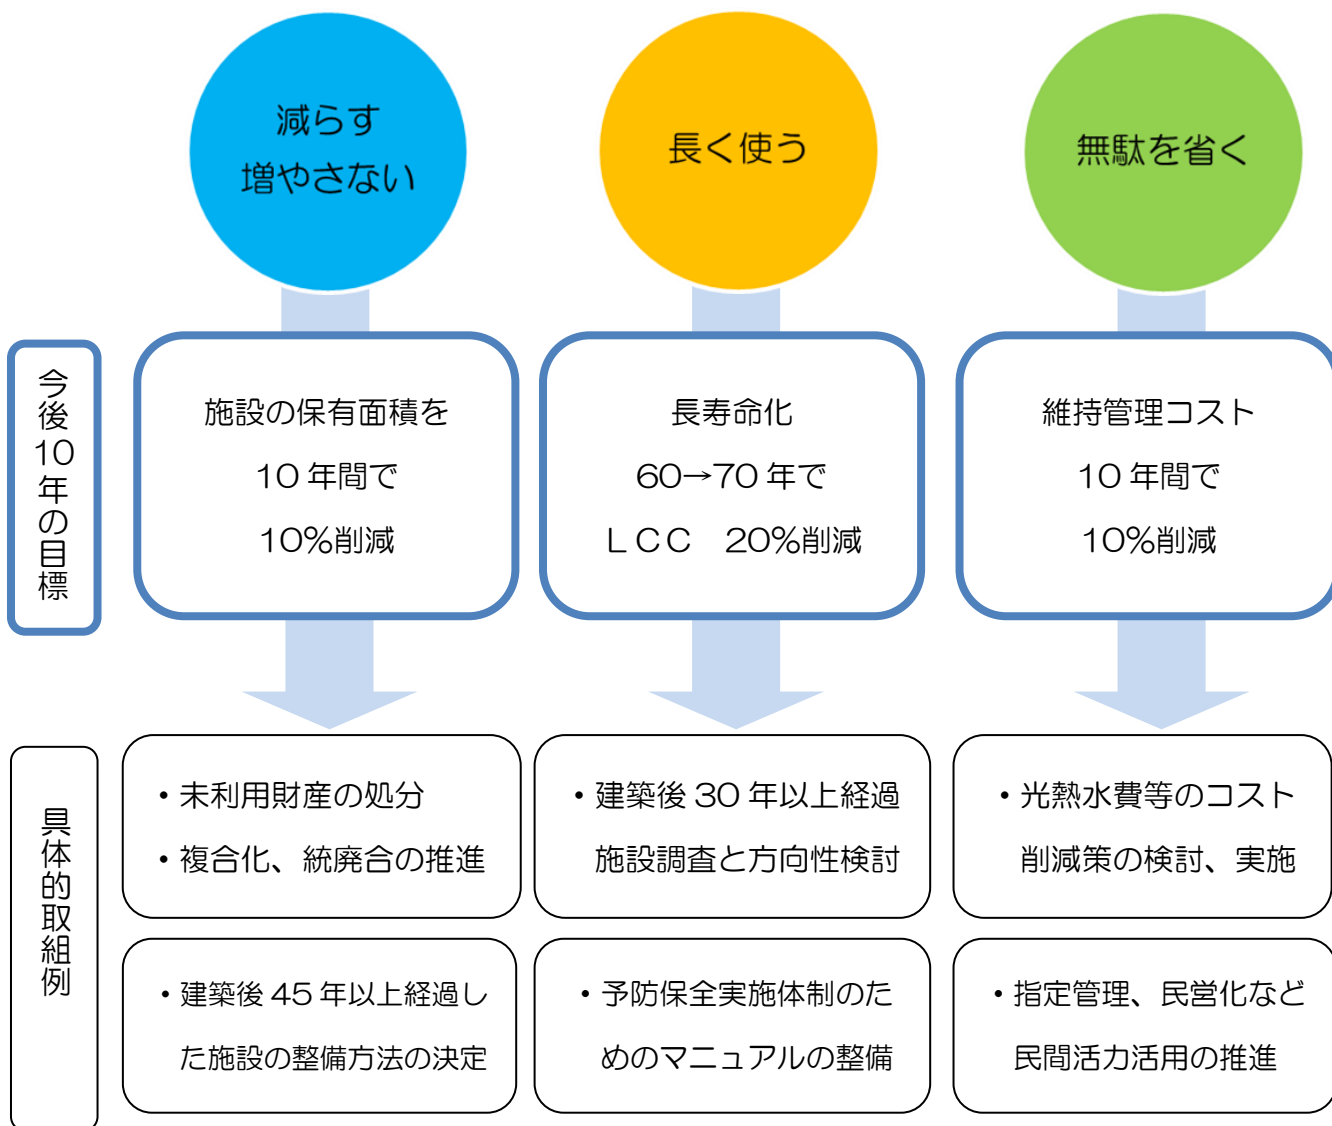 減らす
増やさない
長く使う
無駄を省く
今後10年の目標
施設の保有面積を
10年間で
10%削減
長寿命化
60→70年で
LCC　20%削減
維持管理コスト
10年間で
10%削減
具体的取組例
・未利用財産の処分
・複合化、統廃合の推進
・建築後30年以上経過
施設調査と方向性検討
・光熱水費等のコスト
削減策の検討、実施
・建築後45年以上経過し
た施設の整備方法の決定
・予防保全実施体制のた
めのマニュアルの整備
・指定管理、民営化など
民間活力活用の推進